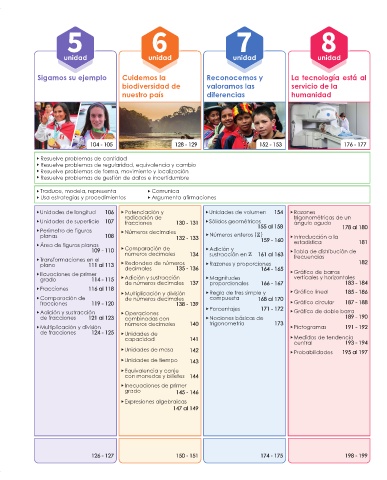 5
unidad
6
unidad
7
unidad
8
unidad
Sigamos su ejemplo
Cuidemos la
biodiversidad de
nuestro país
Reconocemos y
valoramos las
diferencias
La tecnología está al
servicio de la
humanidad
104 - 105
128 - 129
152 - 153
176 - 177
Resuelve problemas de cantidad
Resuelve problemas de regularidad, equivalencia y cambio
Resuelve problemas de forma, movimiento y localización
Resuelve problemas de gestión de datos e incertidumbre
Traduce, modela, representa
Usa estrategias y procedimientos
Comunica
Argumenta afirmaciones
Unidades de longitud 106
Unidades de superficie 107
Perímetro de figuras
planas 108
Área de figuras planas
109 - 110
Transformaciones en el
plano 111 al 113
Ecuaciones de primer
grado 114 - 115
Fracciones 116 al 118
Comparación de
fracciones 119 - 120
Adición y sustracción
de fracciones 121 al 123
Multiplicación y división
de fracciones 124 - 125
Potenciación y
radicación de
fracciones 130 - 131
Números decimales
132 - 133
Comparación de
números decimales 134
Redondeo de números
decimales 135 - 136
Adición y sustracción
de números decimales 137
Multiplicación y división
de números decimales
138 - 139
Operaciones
combinadas con
números decimales 140
Unidades de
capacidad 141
Unidades de masa 142
Unidades de tiempo 143
Equivalencia y canje
con monedas y billetes 144
Inecuaciones de primer
grado 145 - 146
Expresiones algebraicas
147 al 149
Unidades de volumen 154
Sólidos geométricos
155 al 158
Números enteros (ℤ)
159 - 160
Adición y
sustracción en ℤ 161 al 163
Razones y proporciones
164 - 165
Magnitudes
proporcionales 166 - 167
Regla de tres simple y
compuesta 168 al 170
Porcentajes 171 - 172
Nociones básicas de
trigonometría 173
Razones
trigonométricas de un
ángulo agudo
178 al 180
Introducción a la
estadística 181
Tabla de distribución de
frecuencias
182
Gráfico de barras
verticales y horizontales
183 - 184
Gráfico lineal 185 - 186
Gráfico circular 187 - 188
Gráfico de doble barra
189 - 190
Pictogramas 191 - 192
Medidas de tendencia
central 193 - 194
Probabilidades 195 al 197
126 - 127
150 - 151
174 - 175
198 - 199